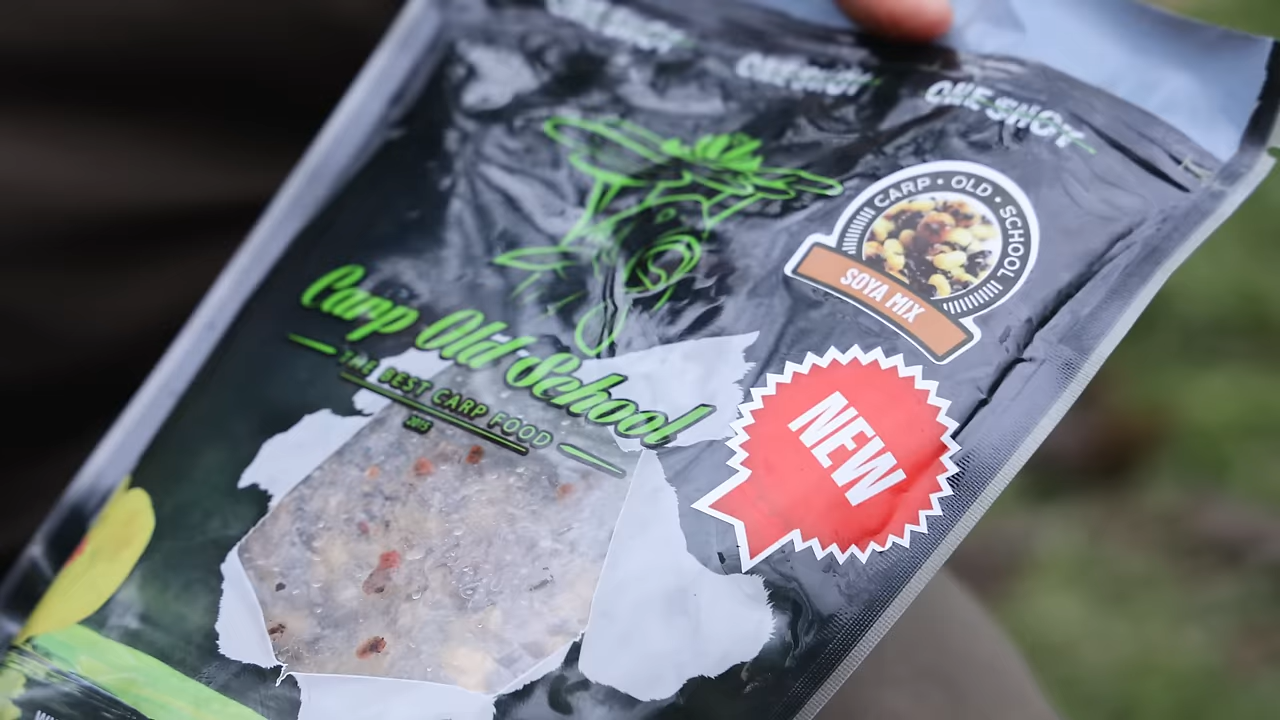 ONE SHOT
ONE SHOT
ONE SHOT
CARP • OLD • SCHOOL
SOYA MIX
Carp Old School
THE BEST CARP FOOD
2015
NEW